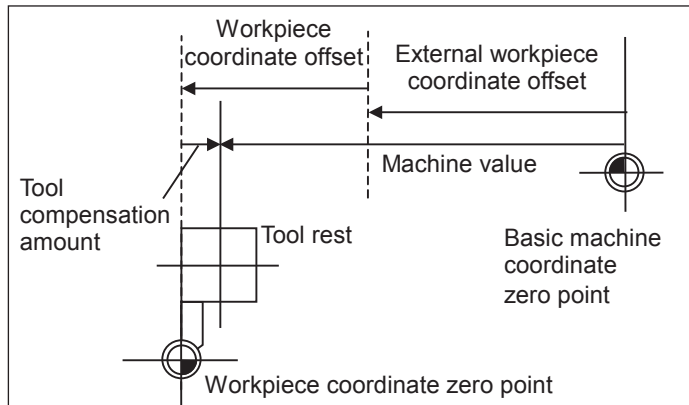 Workpiece
coordinate offset
External workpiece
coordinate offset
Machine value
Tool
compensation
amount
Tool rest
Basic machine
coordinate
zero point
Workpiece coordinate zero point